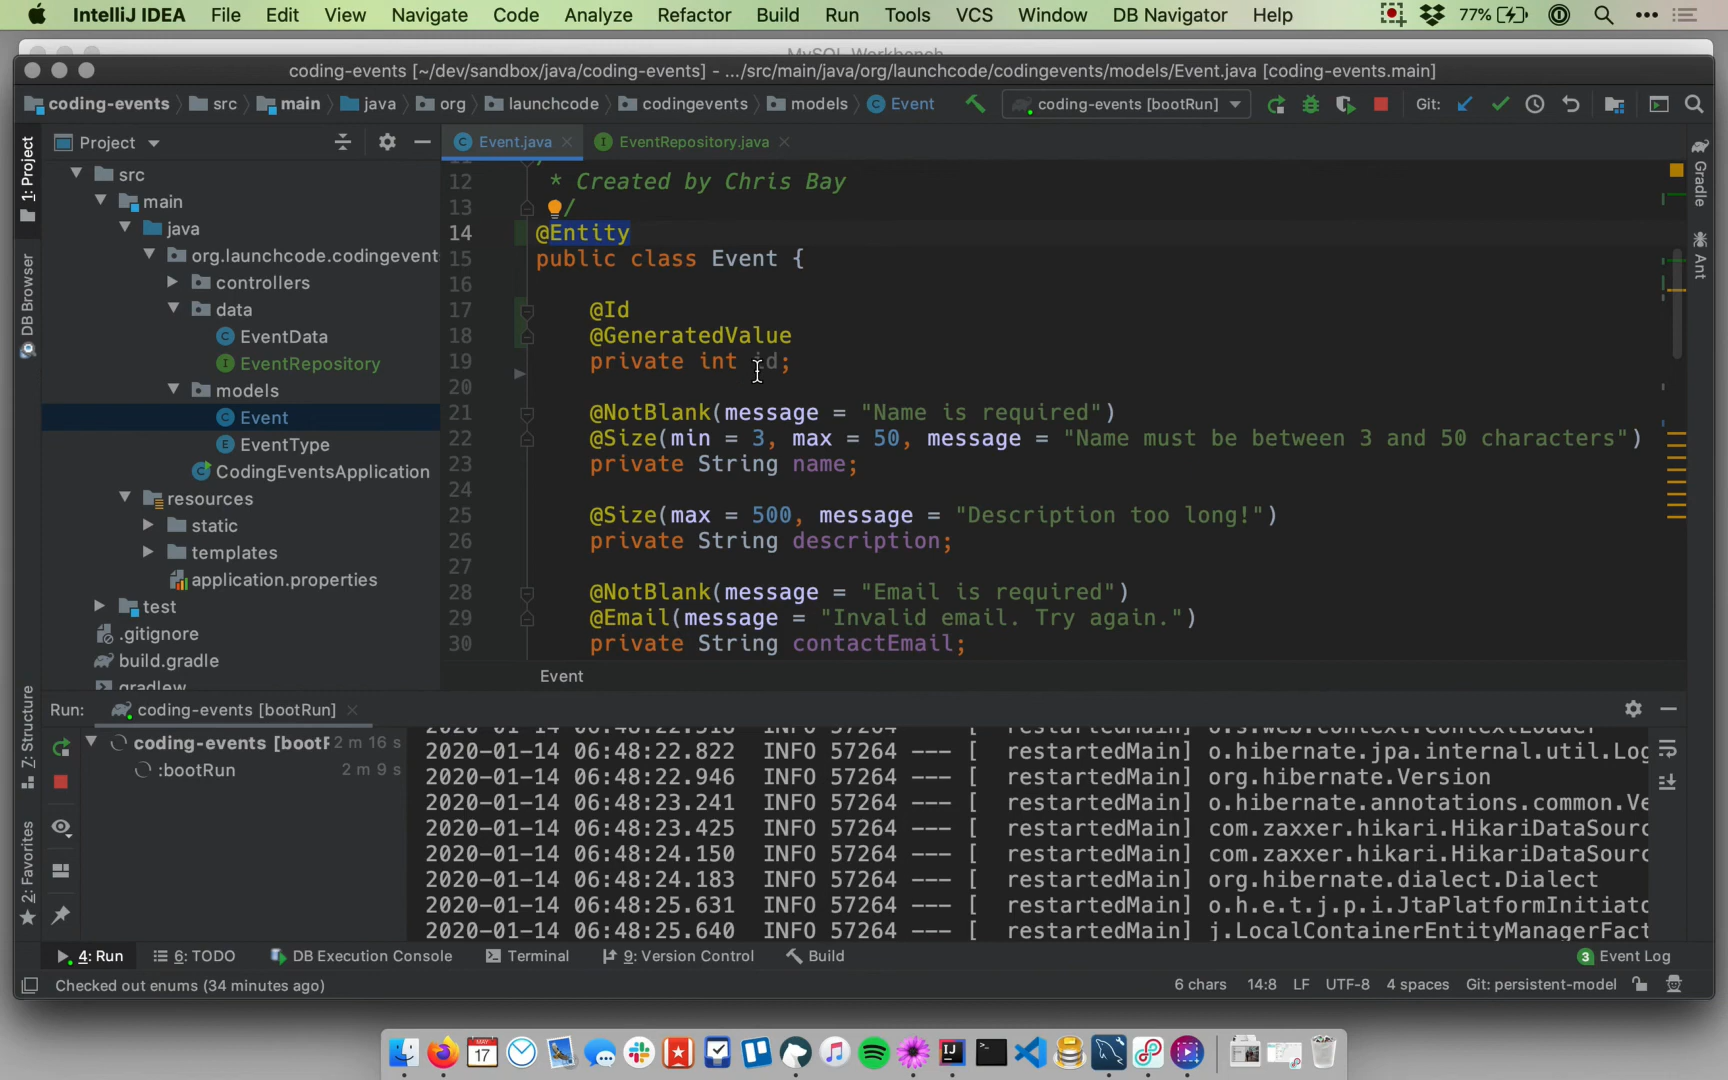 IntelliJ IDEA File Edit View Navigate Code Analyze Refactor Build Run Tools VCS Window DB Navigator Help 77%
MySQL Workbench
coding-events [~/dev/sandbox/java/coding-events] - .../src/main/java/org/launchcode/codingevents/models/Event.java [coding-events.main]
coding-events src main java org launchcode codingevents models Event coding-events [bootRun] Git:
1: Project
DB Browser
7: Structure
2: Favorites
Project
src
main
java
org.launchcode.codingevent
controllers
data
EventData
EventRepository
models
Event
EventType
CodingEventsApplication
resources
static
templates
application.properties
test
.gitignore
build.gradle
gradlew
Event.java EventRepository.java
12 * Created by Chris Bay
13 */
14 @Entity
15 public class Event {
16
17 @Id
18 @GeneratedValue
19 private int id;
20
21 @NotBlank(message = "Name is required")
22 @Size(min = 3, max = 50, message = "Name must be between 3 and 50 characters")
23 private String name;
24
25 @Size(max = 500, message = "Description too long!")
26 private String description;
27
28 @NotBlank(message = "Email is required")
29 @Email(message = "Invalid email. Try again.")
30 private String contactEmail;
Event
Gradle
Ant
Run: coding-events [bootRun]
coding-events [bootR 2 m 16 s
:bootRun 2 m 9 s
2020-01-14 06:48:22.822 INFO 57264 --- [ restartedMain] o.hibernate.jpa.internal.util.Log
2020-01-14 06:48:22.946 INFO 57264 --- [ restartedMain] org.hibernate.Version
2020-01-14 06:48:23.241 INFO 57264 --- [ restartedMain] o.hibernate.annotations.common.Ve
2020-01-14 06:48:23.425 INFO 57264 --- [ restartedMain] com.zaxxer.hikari.HikariDataSourc
2020-01-14 06:48:24.150 INFO 57264 --- [ restartedMain] com.zaxxer.hikari.HikariDataSourc
2020-01-14 06:48:24.183 INFO 57264 --- [ restartedMain] org.hibernate.dialect.Dialect
2020-01-14 06:48:25.631 INFO 57264 --- [ restartedMain] o.h.e.t.j.p.i.JtaPlatformInitiato
2020-01-14 06:48:25.640 INFO 57264 --- [ restartedMain] j.LocalContainerEntityManagerFact
4: Run 6: TODO DB Execution Console Terminal 9: Version Control Build 3 Event Log
Checked out enums (34 minutes ago) 6 chars 14:8 LF UTF-8 4 spaces Git: persistent-model
MAY 17
IJ